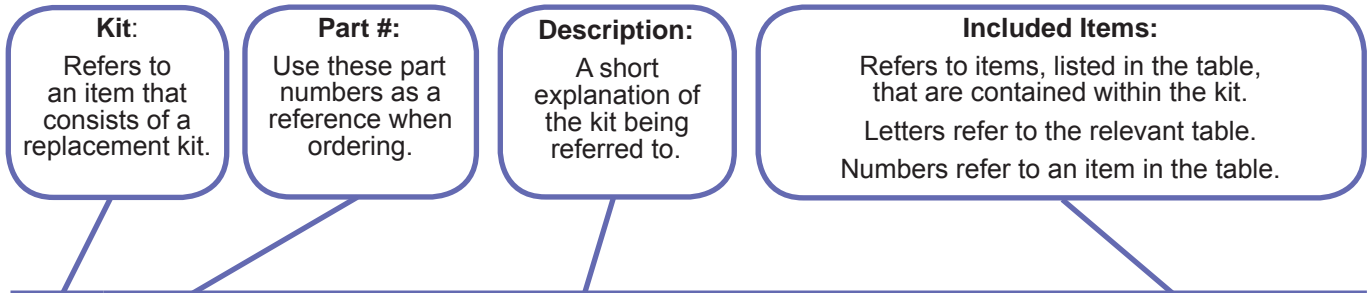 Kit:
Refers to
an item that
consists of a
replacement kit.
Part #:
Use these part
numbers as a
reference when
ordering.
Description:
A short
explanation of
the kit being
referred to.
Included Items:
Refers to items, listed in the table,
that are contained within the kit.
Letters refer to the relevant table.
Numbers refer to an item in the table.